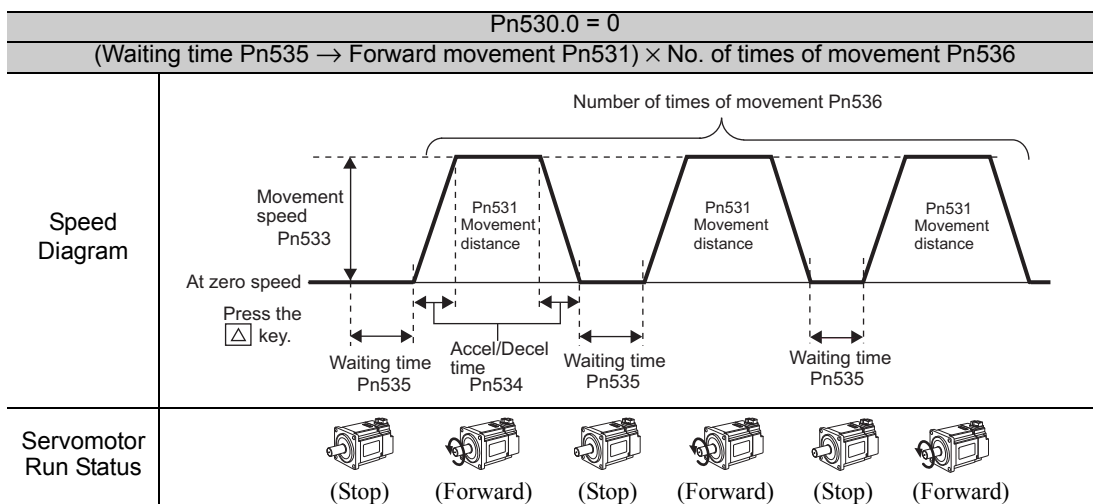 Pn530.0 = 0
(Waiting time Pn535 → Forward movement Pn531) × No. of times of movement Pn536
Speed
Diagram
Number of times of movement Pn536
Movement
speed
Pn533
Pn531
Movement
distance
Pn531
Movement
distance
Pn531
Movement
distance
At zero speed
Press the
△ key.
Waiting time
Pn535
Accel/Decel
time
Pn534
Waiting time
Pn535
Waiting time
Pn535
Servomotor
Run Status
(Stop) (Forward) (Stop) (Forward) (Stop) (Forward)